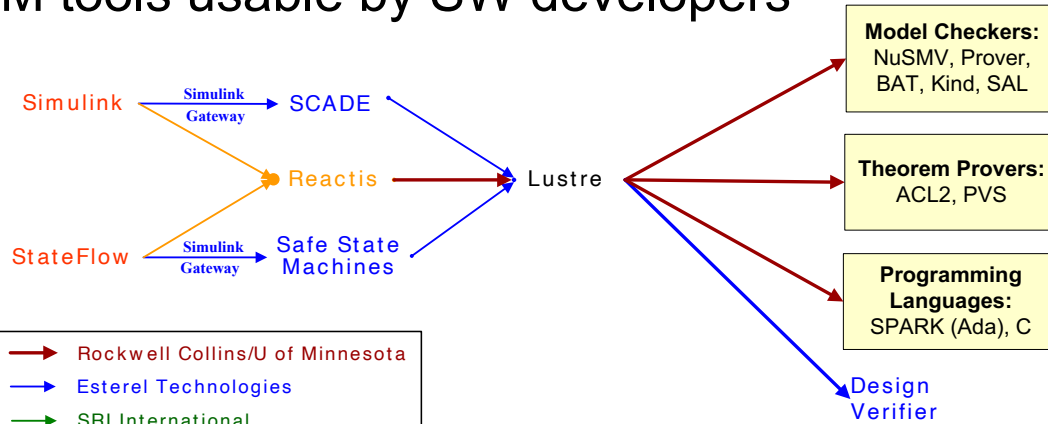 M tools usable by SW developers
Model Checkers:
NuSMV, Prover,
BAT, Kind, SAL
Simulink
Simulink
Gateway
SCADE
Reactis
Lustre
Theorem Provers:
ACL2, PVS
StateFlow
Simulink
Gateway
Safe State
Machines
Programming
Languages:
SPARK (Ada), C
Rockwell Collins/U of Minnesota
Esterel Technologies
SRI International
Design
Verifier